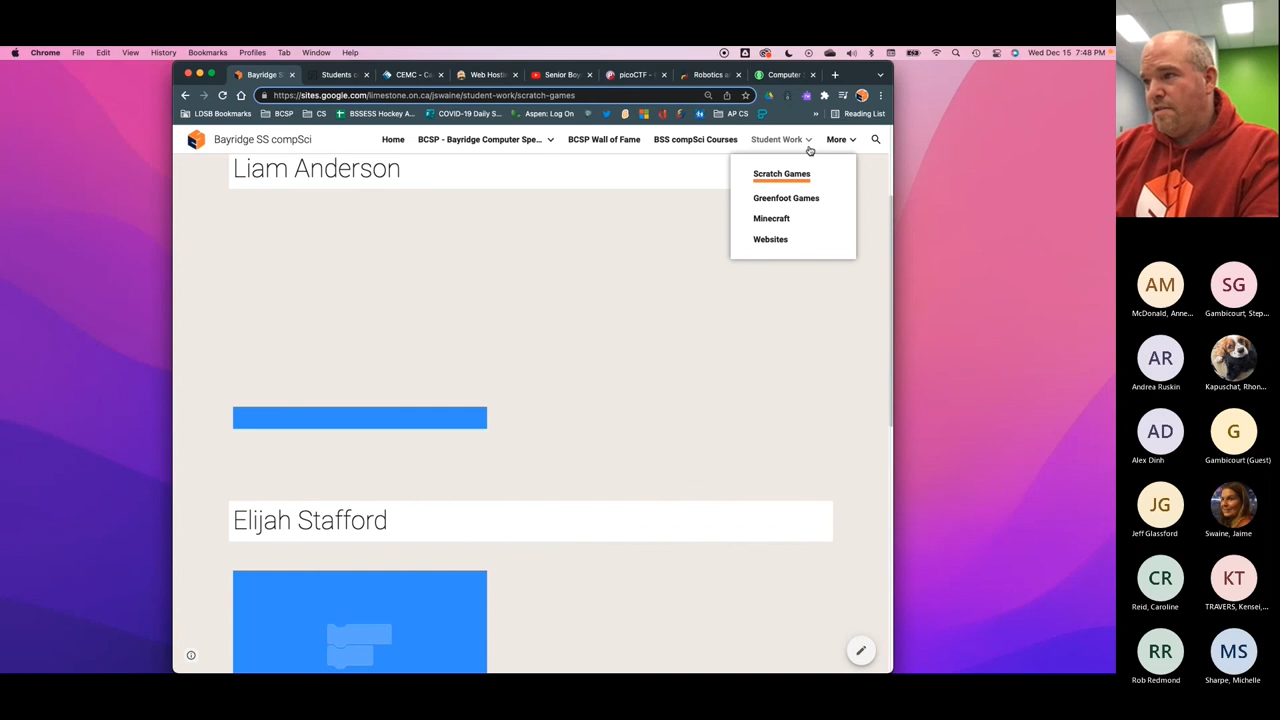 Chrome File Edit View History Bookmarks Profiles Tab Window Help Wed Dec 15 7:48 PM
Bayridge S Students o CEMC - Ca Web Hosti Senior Boy picoCTF - Robotics a Computer
https://sites.google.com/limestone.on.ca/jswaine/student-work/scratch-games
LDSB Bookmarks BCSP CS BSSESS Hockey A... COVID-19 Daily S... Aspen: Log On AP CS » Reading List
Bayridge SS compSci Home BCSP - Bayridge Computer Spe... BCSP Wall of Fame BSS compSci Courses Student Work More
Scratch Games
Greenfoot Games
Minecraft
Websites
Liam Anderson
Elijah Stafford
AM SG
McDonald, Anne... Gambicourt, Step...
AR
Andrea Ruskin Kapuschat, Rhon...
AD G
Alex Dinh Gambicourt (Guest)
JG
Jeff Glassford Swaine, Jaime
CR KT
Reid, Caroline TRAVERS, Kensei,...
RR MS
Rob Redmond Sharpe, Michelle